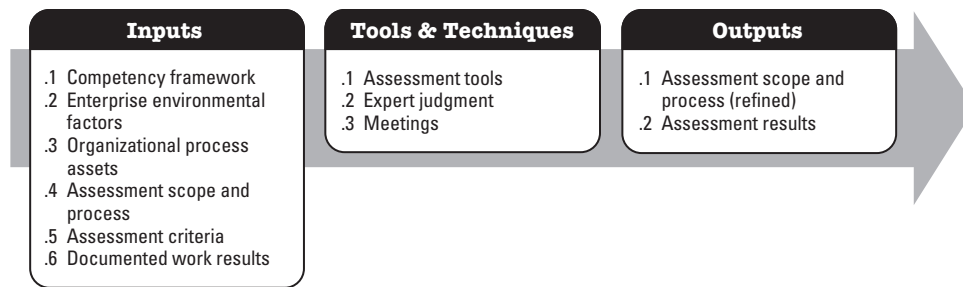 Inputs
.1 Competency framework
.2 Enterprise environmental
factors
.3 Organizational process
assets
.4 Assessment scope and
process
.5 Assessment criteria
.6 Documented work results
Tools & Techniques
.1 Assessment tools
.2 Expert judgment
.3 Meetings
Outputs
.1 Assessment scope and
process (refined)
.2 Assessment results